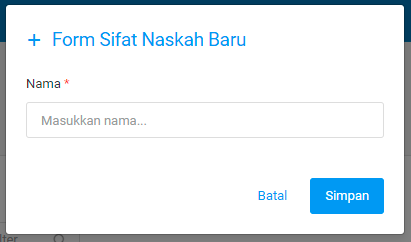 + Form Sifat Naskah Baru
Nama *
Masukkan nama...
Batal
Simpan